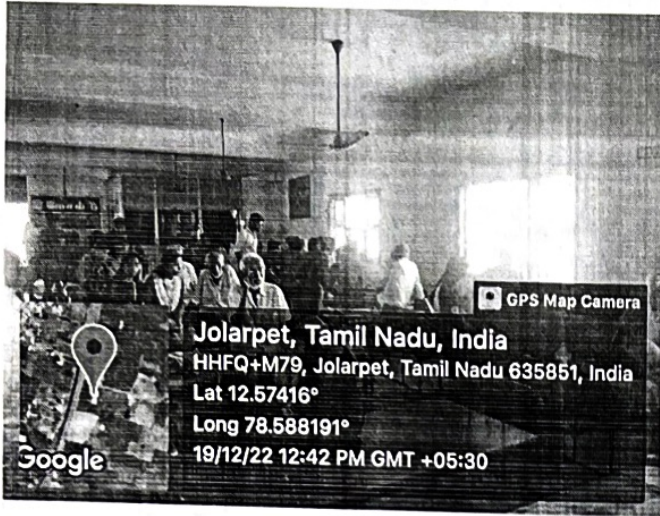 GPS Map Camera
Jolarpet, Tamil Nadu, India
HHFQ+M79, Jolarpet, Tamil Nadu 635851, India
Lat 12.57416°
Long 78.588191°
19/12/22 12:42 PM GMT +05:30
Google